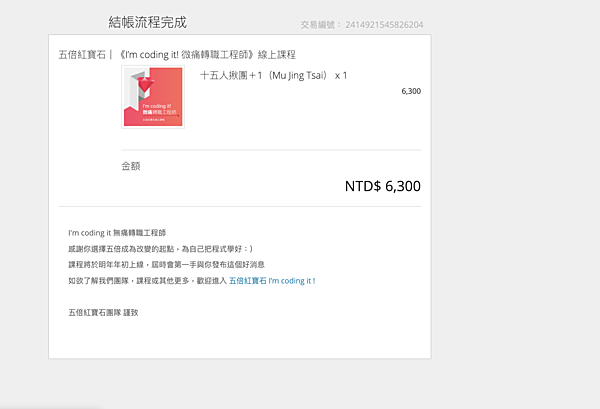 結帳流程完成
交易編號： 2414921545826204
五倍紅寶石｜《I'm coding it! 微痛轉職工程師》線上課程
十五人揪團＋1（Mu Jing Tsai） x 1
6,300
I'm coding it!
微痛轉職工程師
金額
NTD$ 6,300
I'm coding it 無痛轉職工程師
感謝你選擇五倍成為改變的起點，為自己把程式學好：）
課程將於明年年初上線，屆時會第一手與你發布這個好消息
如欲了解我們團隊，課程或其他更多，歡迎進入 五倍紅寶石 I'm coding it !
五倍紅寶石團隊 謹致